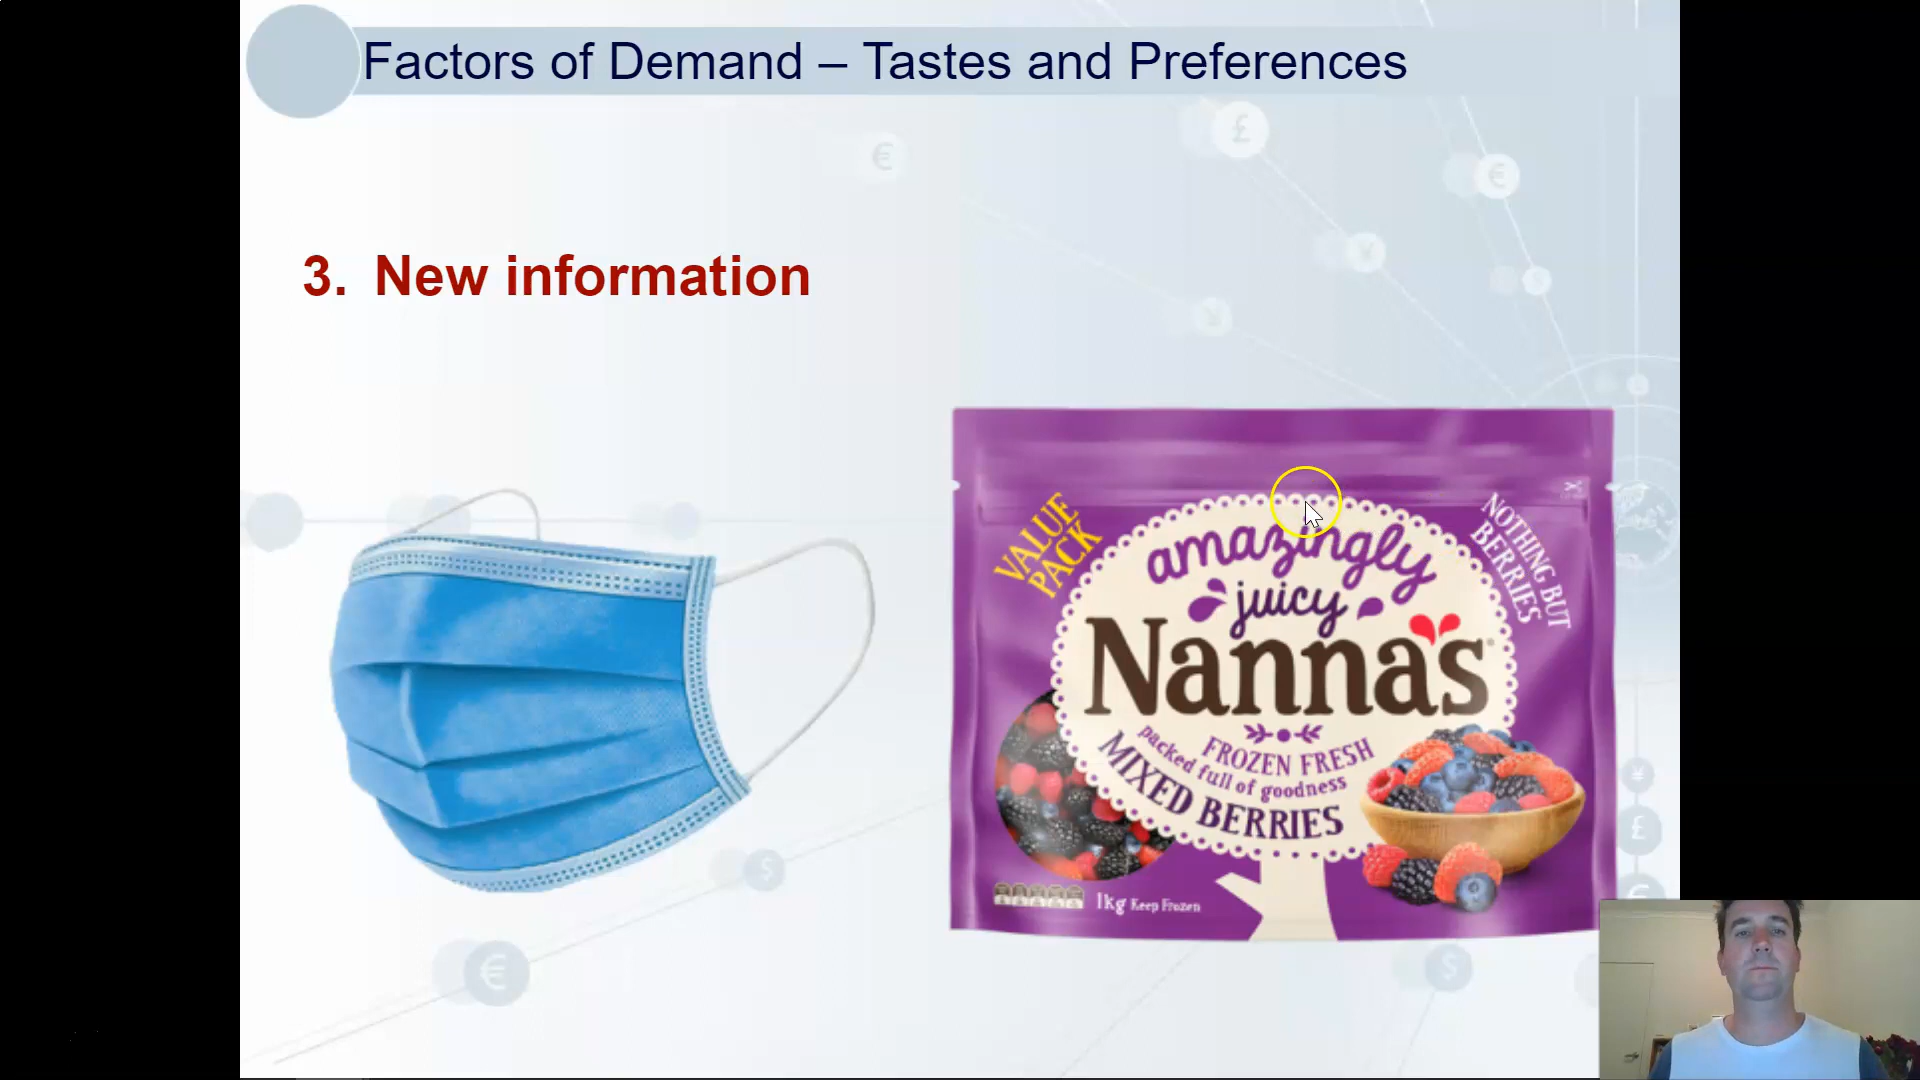 Factors of Demand – Tastes and Preferences
3. New information
VALUE
PACK
NOTHING BUT
BERRIES
amazingly
juicy
Nanna's
FROZEN FRESH
packed full of goodness
MIXED BERRIES
1kg Keep Frozen